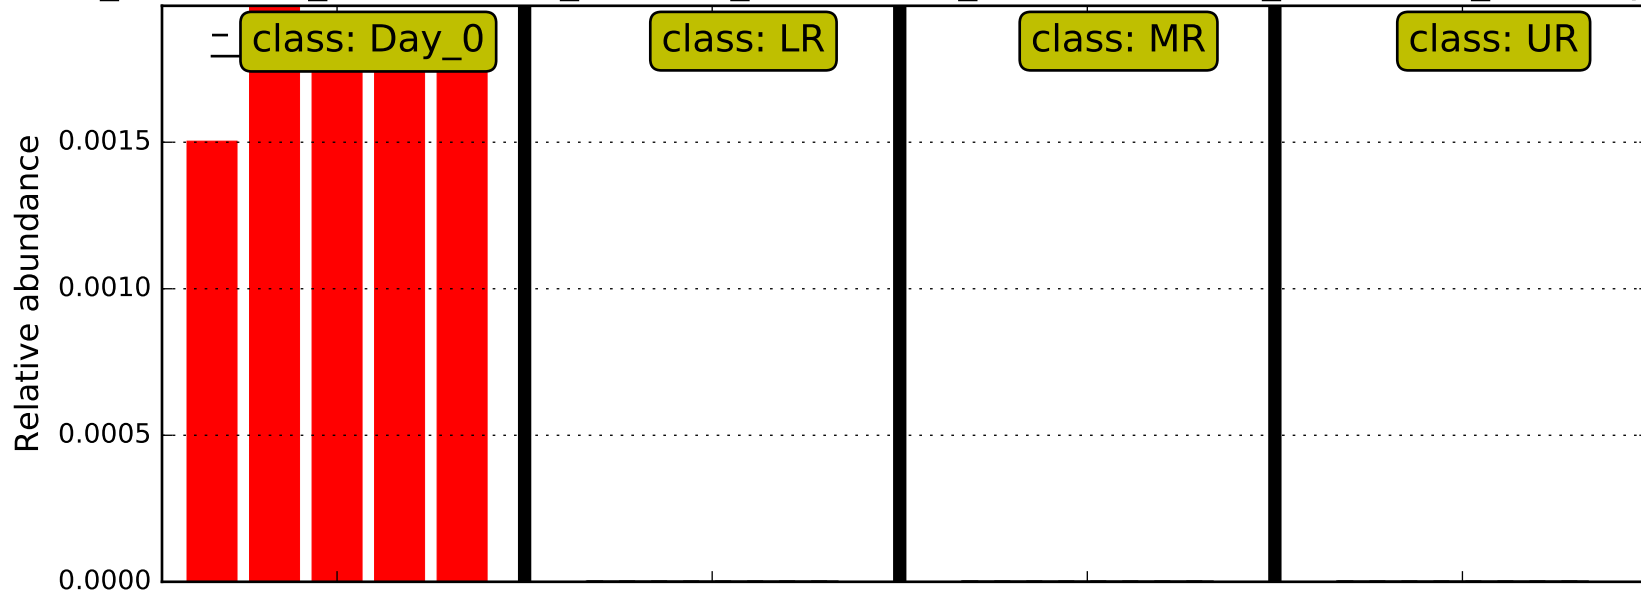 class: Day_0
class: LR
class: MR
class: UR
Relative abundance
0.0015
0.0010
0.0005
0.0000